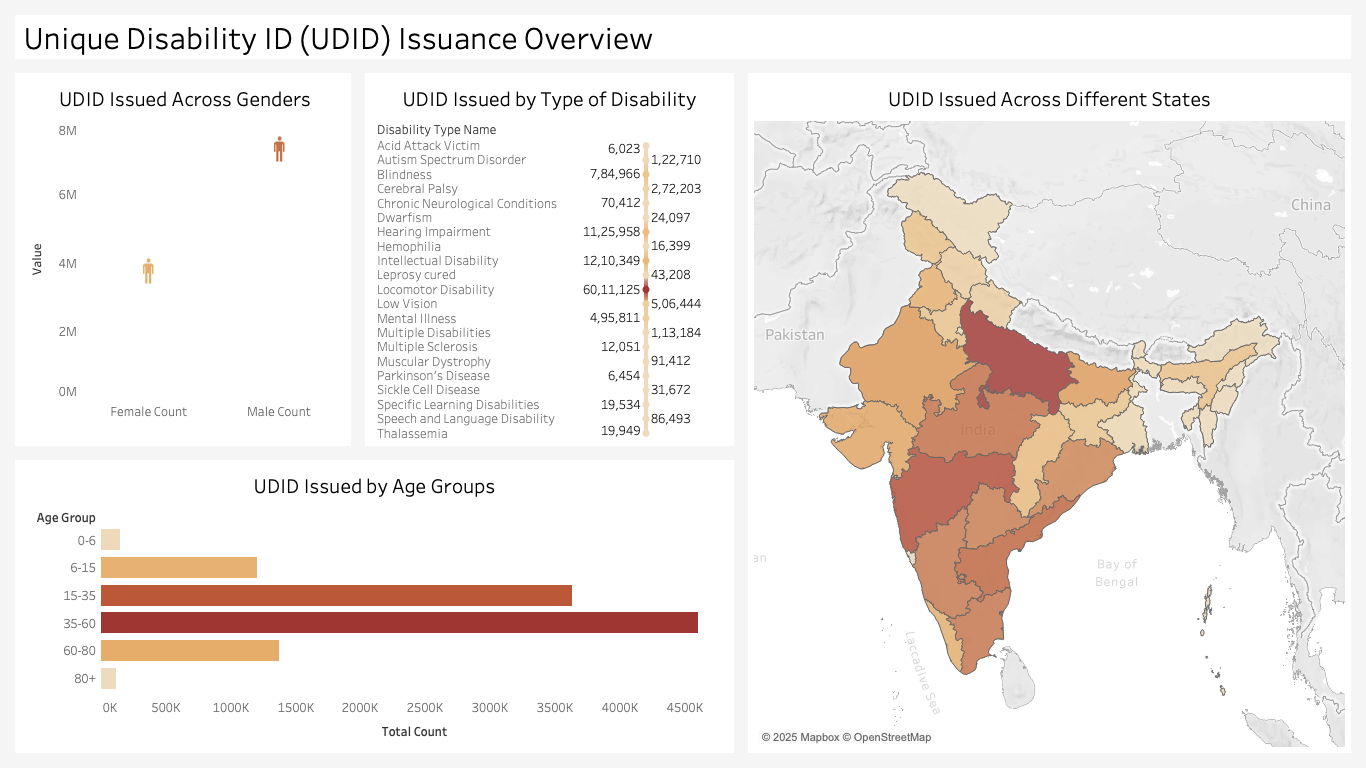 Unique Disability ID (UDID) Issuance Overview
UDID Issued Across Genders
8M
6M
4M
2M
0M
Value
Female Count
Male Count
UDID Issued by Type of Disability
Disability Type Name
Acid Attack Victim 6,023
Autism Spectrum Disorder 1,22,710
Blindness 7,84,966
Cerebral Palsy 2,72,203
Chronic Neurological Conditions 70,412
Dwarfism 24,097
Hearing Impairment 11,25,958
Hemophilia 16,399
Intellectual Disability 12,10,349
Leprosy cured 43,208
Locomotor Disability 60,11,125
Low Vision 5,06,444
Mental Illness 4,95,811
Multiple Disabilities 1,13,184
Multiple Sclerosis 12,051
Muscular Dystrophy 91,412
Parkinson's Disease 6,454
Sickle Cell Disease 31,672
Specific Learning Disabilities 19,534
Speech and Language Disability 86,493
Thalassemia 19,949
UDID Issued by Age Groups
Age Group
0-6
6-15
15-35
35-60
60-80
80+
0K 500K 1000K 1500K 2000K 2500K 3000K 3500K 4000K 4500K
Total Count
UDID Issued Across Different States
China
Pakistan
India
an
Bay of
Bengal
Laccadive Sea
© 2025 Mapbox © OpenStreetMap